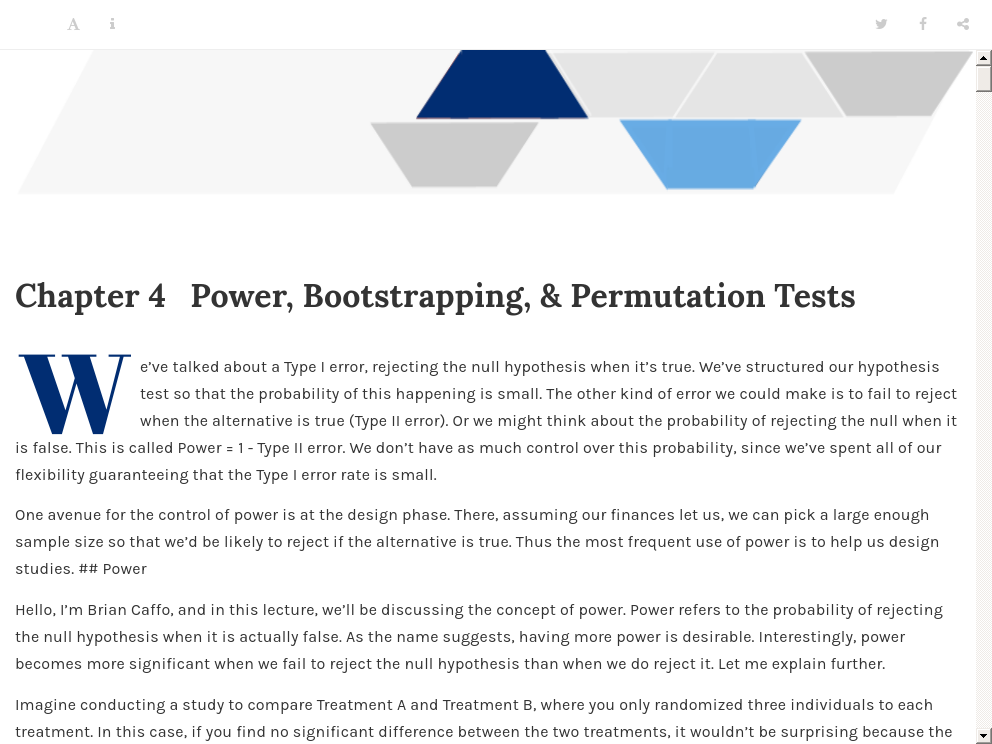 Chapter 4 Power, Bootstrapping, & Permutation Tests
We’ve talked about a Type I error, rejecting the null hypothesis when it’s true. We’ve structured our hypothesis
test so that the probability of this happening is small. The other kind of error we could make is to fail to reject
when the alternative is true (Type II error). Or we might think about the probability of rejecting the null when it
is false. This is called Power = 1 - Type II error. We don’t have as much control over this probability, since we’ve spent all of our
flexibility guaranteeing that the Type I error rate is small.
One avenue for the control of power is at the design phase. There, assuming our finances let us, we can pick a large enough
sample size so that we’d be likely to reject if the alternative is true. Thus the most frequent use of power is to help us design
studies. ## Power
Hello, I’m Brian Caffo, and in this lecture, we’ll be discussing the concept of power. Power refers to the probability of rejecting
the null hypothesis when it is actually false. As the name suggests, having more power is desirable. Interestingly, power
becomes more significant when we fail to reject the null hypothesis than when we do reject it. Let me explain further.
Imagine conducting a study to compare Treatment A and Treatment B, where you only randomized three individuals to each
treatment. In this case, if you find no significant difference between the two treatments, it wouldn’t be surprising because the